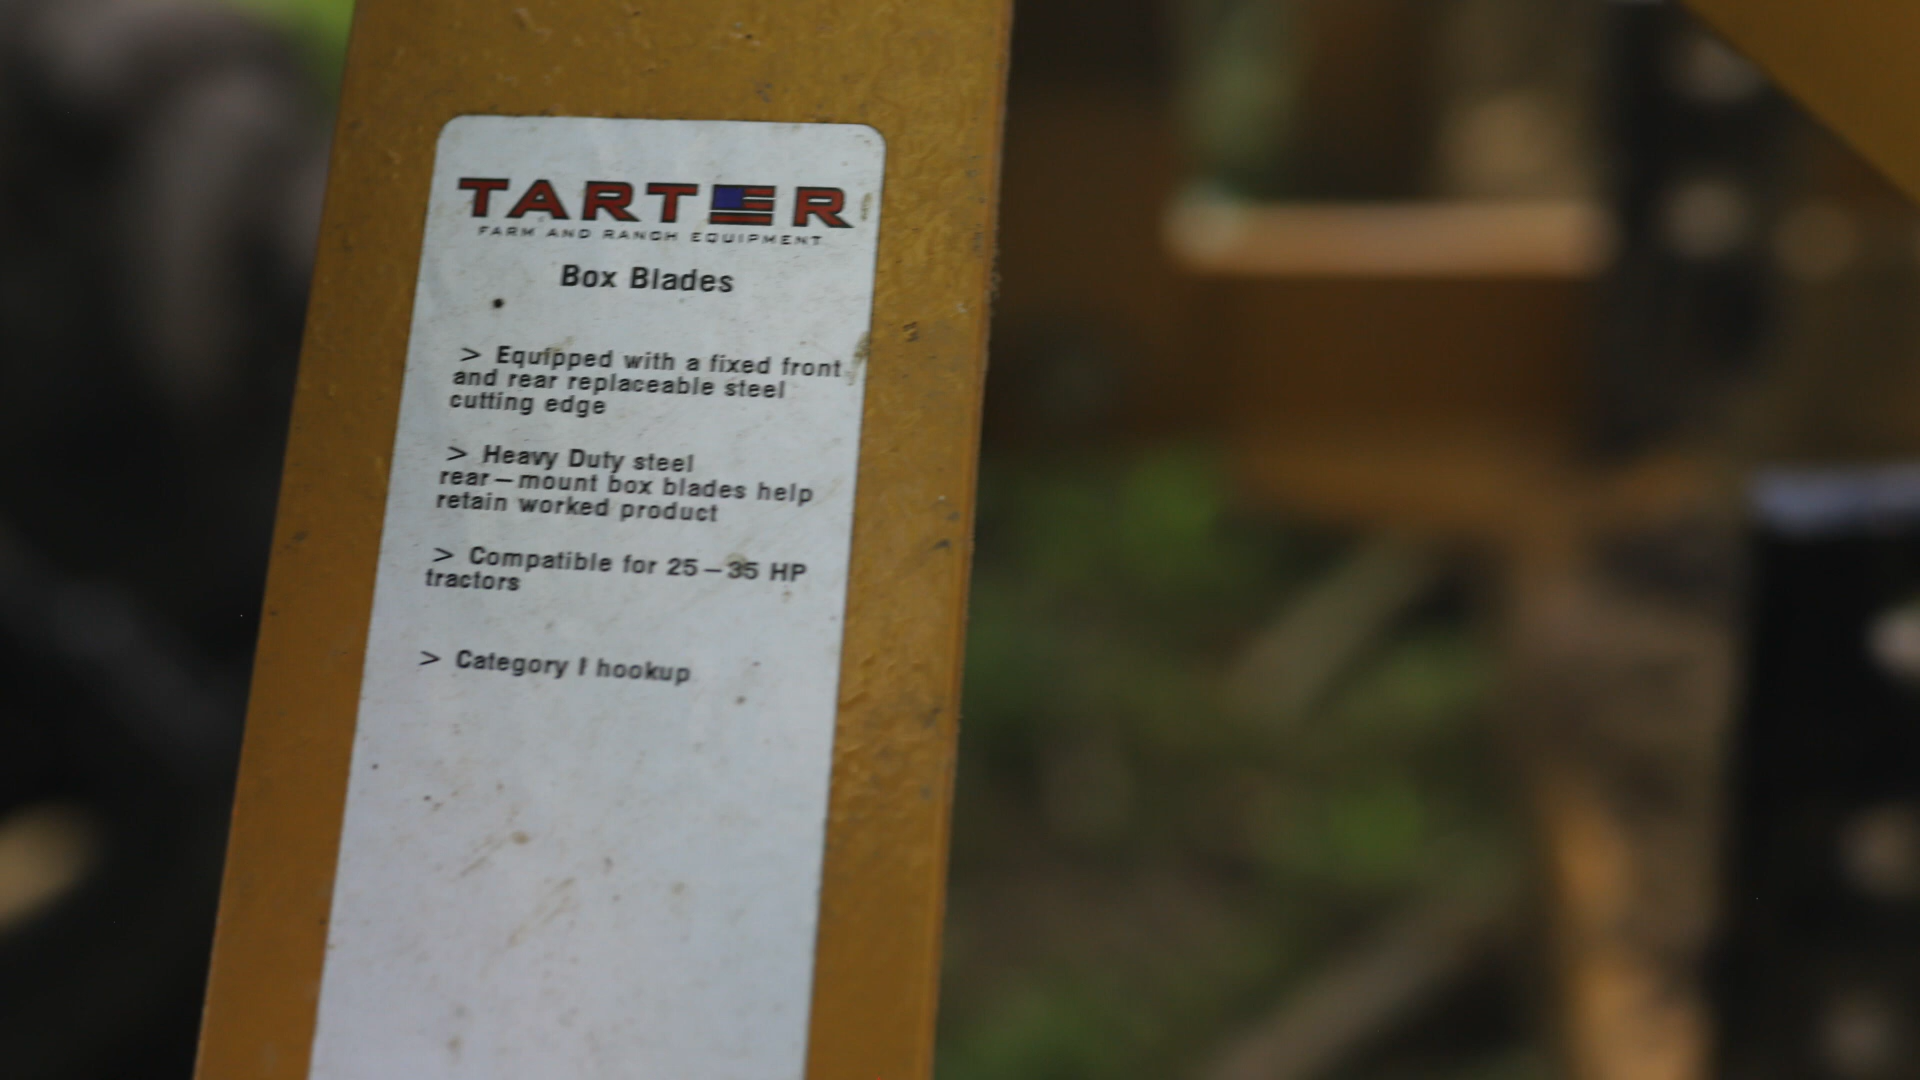 TARTER
FARM AND RANCH EQUIPMENT
Box Blades
> Equipped with a fixed front
and rear replaceable steel
cutting edge
> Heavy Duty steel
rear-mount box blades help
retain worked product
> Compatible for 25-35 HP
tractors
> Category I hookup